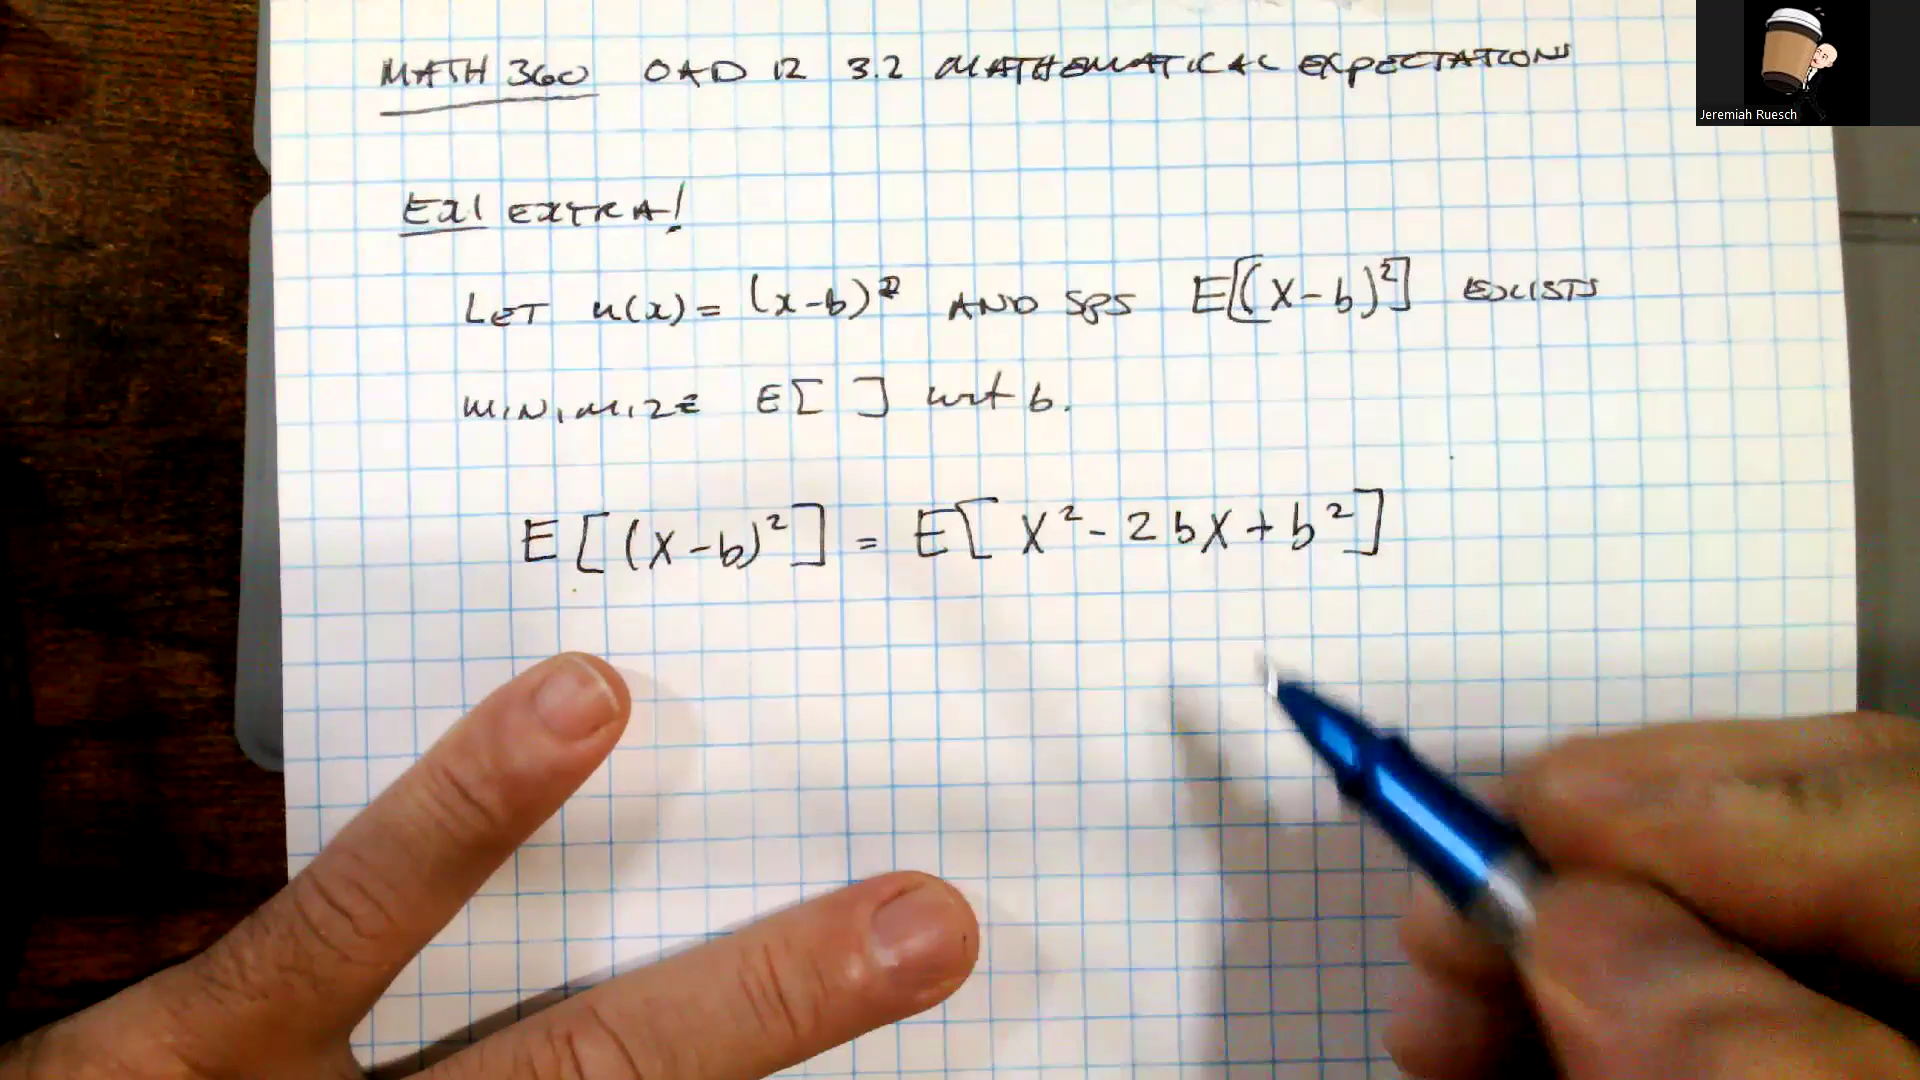 MATH 360 OAD 12 3.2 MATHEMATICAL EXPECTATIONS
Jeremiah Ruesch
EX1 EXTRA!
LET u(x) = (x-b)² AND SPS E[(X-b)²] EXISTS
MINIMIZE E[ ] wrt b.
E[(X-b)²] = E[X² - 2bX + b²]